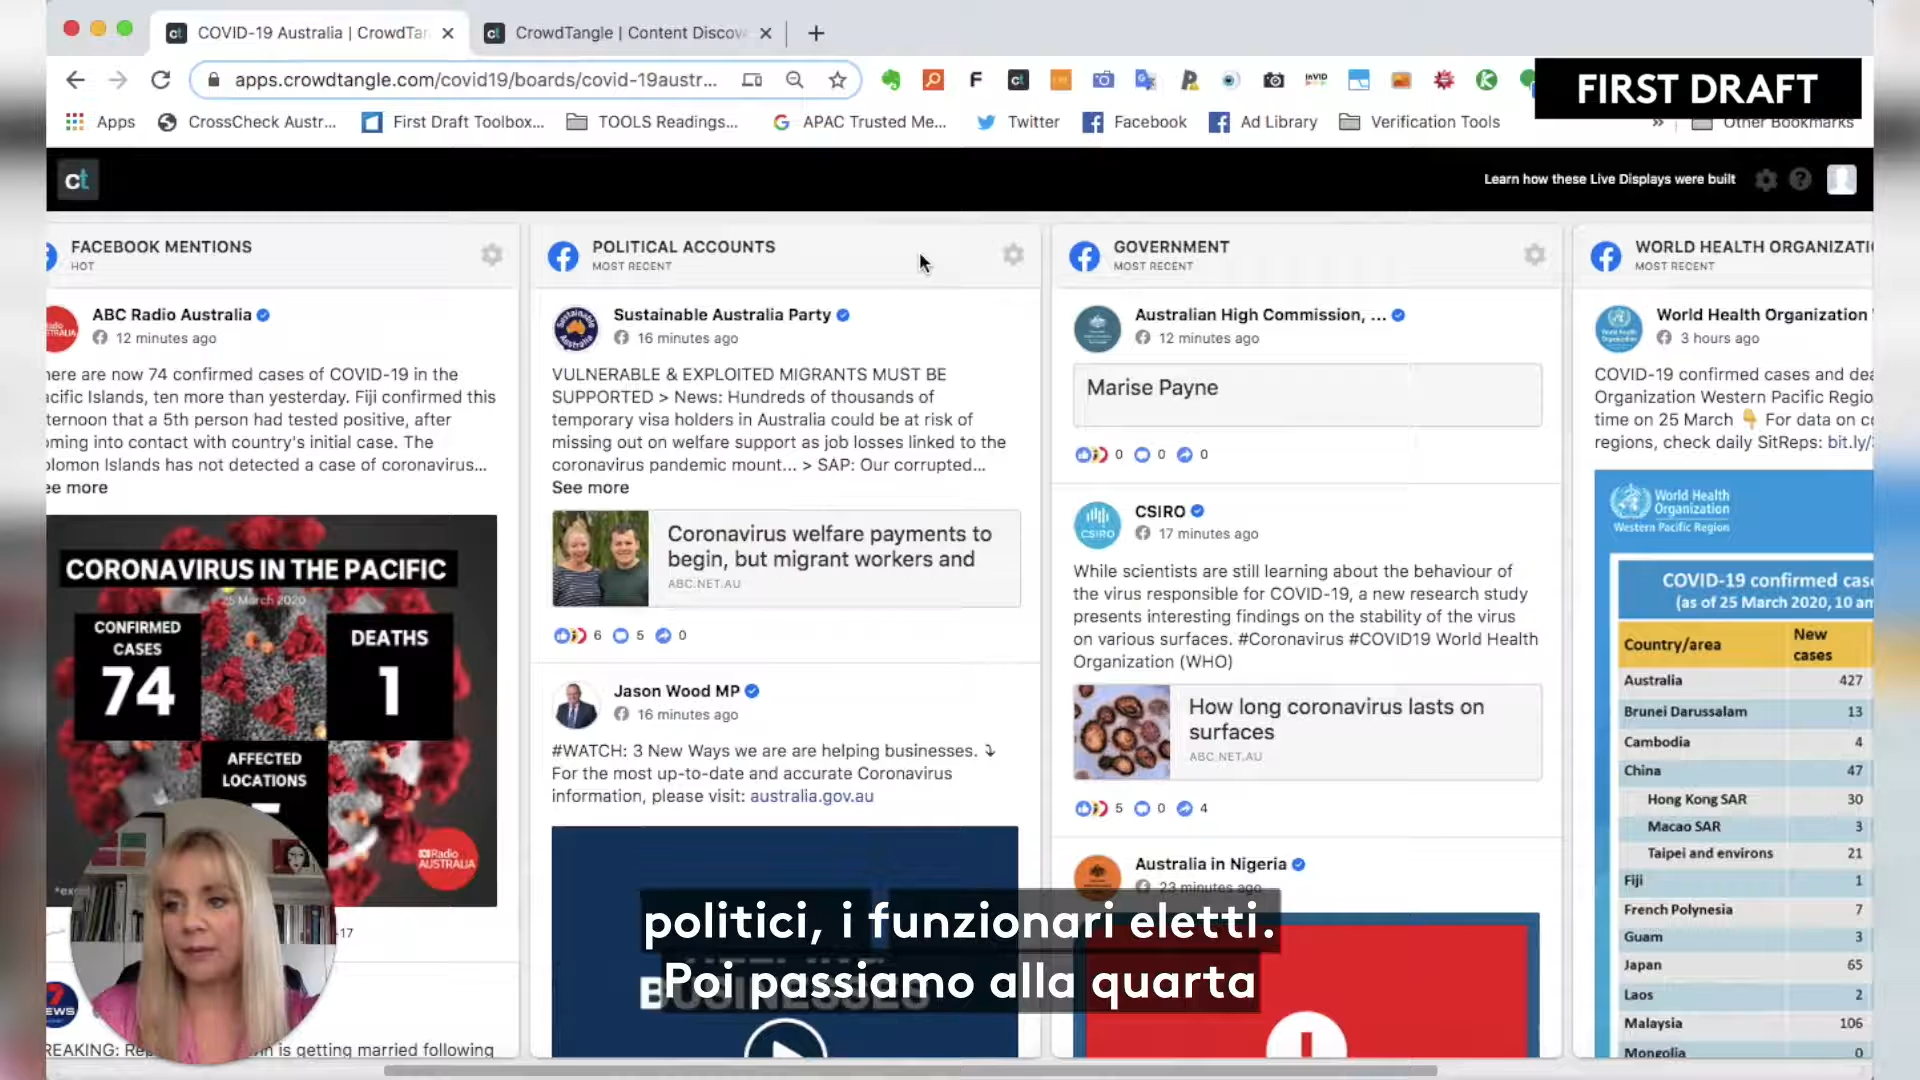 COVID-19 Australia | CrowdTan
CrowdTangle | Content Discov
apps.crowdtangle.com/covid19/boards/covid-19austr...
FIRST DRAFT
Apps
CrossCheck Austr...
First Draft Toolbox...
TOOLS Readings...
APAC Trusted Me...
Twitter
Facebook
Ad Library
Verification Tools
Other Bookmarks
ct
Learn how these Live Displays were built
FACEBOOK MENTIONS
HOT
ABC Radio Australia
12 minutes ago
here are now 74 confirmed cases of COVID-19 in the
acific Islands, ten more than yesterday. Fiji confirmed this
ternoon that a 5th person had tested positive, after
oming into contact with country's initial case. The
olomon Islands has not detected a case of coronavirus...
ee more
CORONAVIRUS IN THE PACIFIC
25 March 2020
CONFIRMED
CASES
74
DEATHS
1
AFFECTED
LOCATIONS
Radio
AUSTRALIA
-17
EWS
REAKING: Re
n is getting married following
POLITICAL ACCOUNTS
MOST RECENT
Sustainable Australia Party
16 minutes ago
VULNERABLE & EXPLOITED MIGRANTS MUST BE
SUPPORTED > News: Hundreds of thousands of
temporary visa holders in Australia could be at risk of
missing out on welfare support as job losses linked to the
coronavirus pandemic mount... > SAP: Our corrupted...
See more
Coronavirus welfare payments to
begin, but migrant workers and
ABC.NET.AU
6 5 0
Jason Wood MP
16 minutes ago
#WATCH: 3 New Ways we are are helping businesses. ⤵
For the most up-to-date and accurate Coronavirus
information, please visit: australia.gov.au
BUSINESSES
GOVERNMENT
MOST RECENT
Australian High Commission, ...
12 minutes ago
Marise Payne
0 0 0
CSIRO
17 minutes ago
While scientists are still learning about the behaviour of
the virus responsible for COVID-19, a new research study
presents interesting findings on the stability of the virus
on various surfaces. #Coronavirus #COVID19 World Health
Organization (WHO)
How long coronavirus lasts on
surfaces
ABC.NET.AU
5 0 4
Australia in Nigeria
23 minutes ago
WORLD HEALTH ORGANIZATI
MOST RECENT
World Health Organization
3 hours ago
COVID-19 confirmed cases and dea
Organization Western Pacific Regio
time on 25 March 👇 For data on c
regions, check daily SitReps: bit.ly/
World Health
Organization
Western Pacific Region
COVID-19 confirmed cas
(as of 25 March 2020, 10 am
Country/area New
cases
Australia 427
Brunei Darussalam 13
Cambodia 4
China 47
Hong Kong SAR 30
Macao SAR 3
Taipei and environs 21
Fiji 1
French Polynesia 7
Guam 3
Japan 65
Laos 2
Malaysia 106
Mongolia 0
politici, i funzionari eletti.
Poi passiamo alla quarta